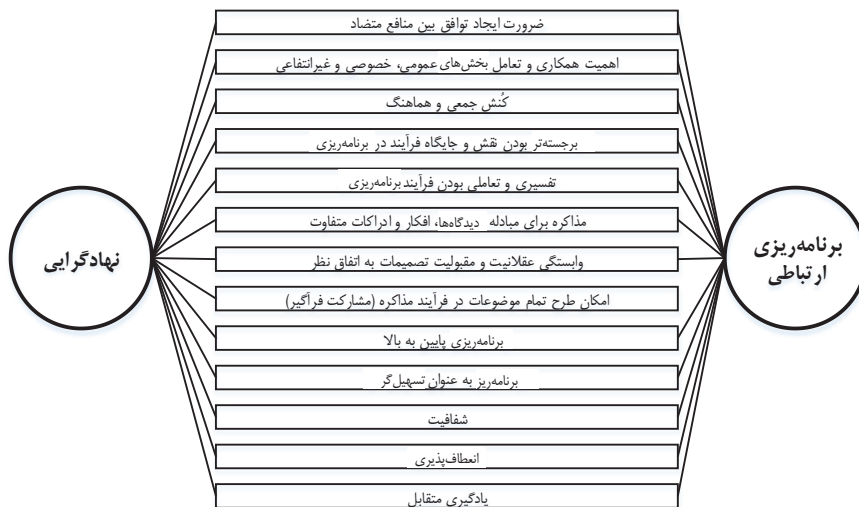 ضرورت ایجاد توافق بین منافع متضاد
اهمیت همکاری و تعامل بخش‌های عمومی، خصوصی و غیرانتفاعی
کُنش جمعی و هماهنگ
برجسته‌تر بودن نقش و جایگاه فرآیند در برنامه‌ریزی
تفسیری و تعاملی بودن فرآیند برنامه‌ریزی
مذاکره برای مبادله دیدگاه‌ها، افکار و ادراکات متفاوت
وابستگی عقلانیت و مقبولیت تصمیمات به اتفاق نظر
امکان طرح تمام موضوعات در فرآیند مذاکره (مشارکت فراگیر)
برنامه‌ریزی پایین به بالا
برنامه‌ریز به عنوان تسهیل‌گر
شفافیت
انعطاف‌پذیری
یادگیری متقابل
برنامه‌ریزی
ارتباطی
نهادگرایی